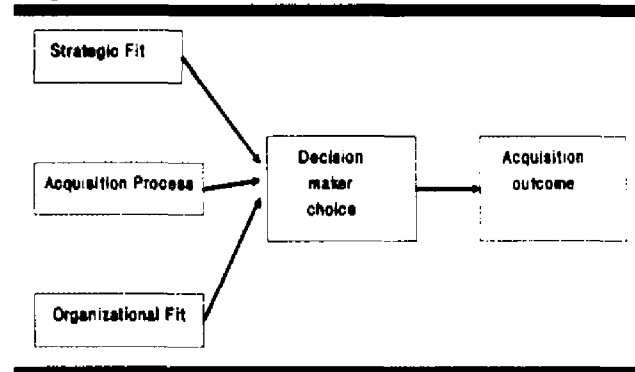 Strategic Fit
Acquisition Process
Organizational Fit
Decision
maker
choice
Acquisition
outcome